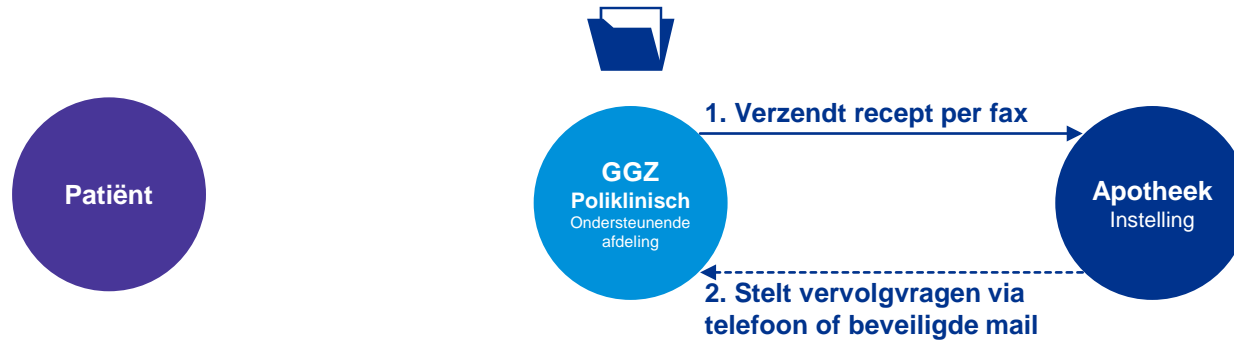 Patiënt
GGZ
Poliklinisch
Ondersteunende
afdeling
1. Verzendt recept per fax
Apotheek
Instelling
2. Stelt vervolgvragen via
telefoon of beveiligde mail